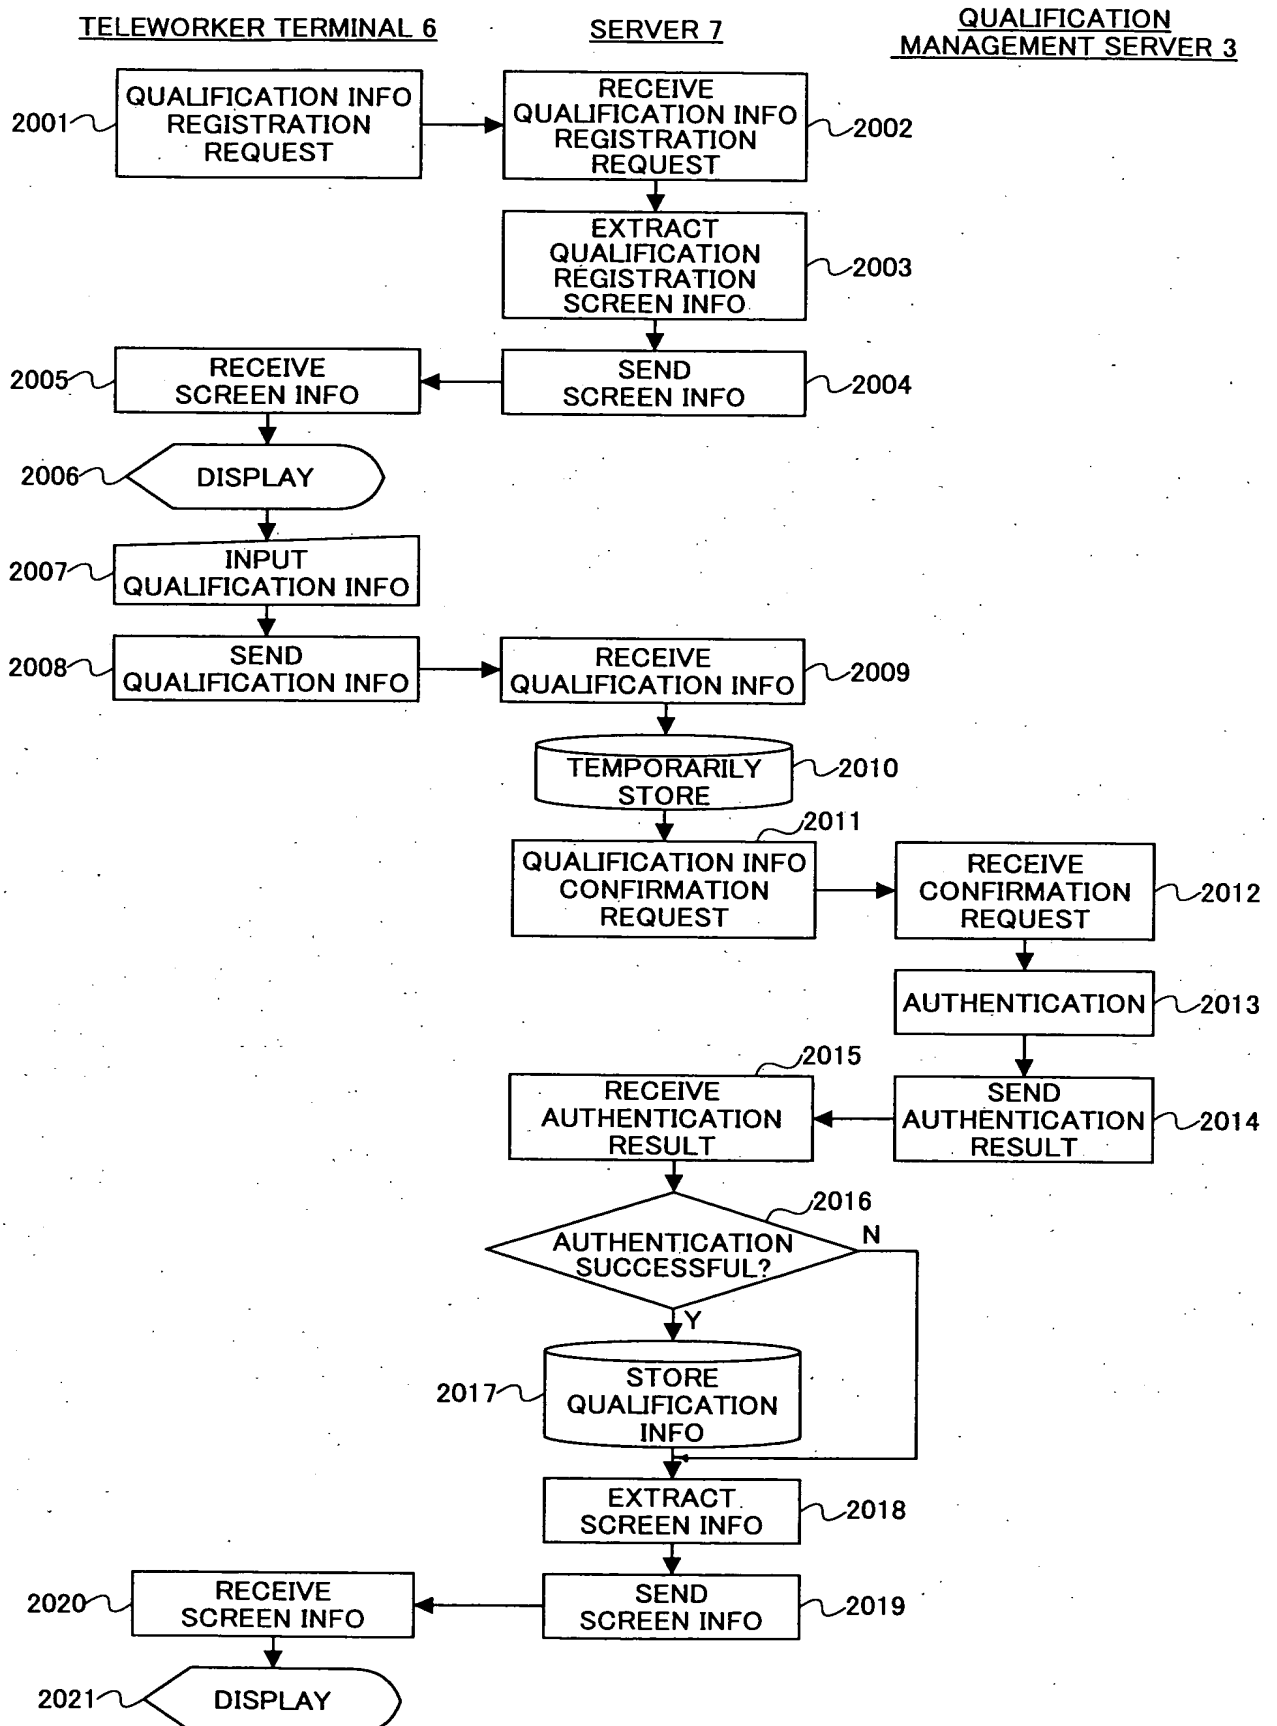 TELEWORKER TERMINAL 6
SERVER 7
QUALIFICATION
MANAGEMENT SERVER 3
2001
QUALIFICATION INFO
REGISTRATION
REQUEST
RECEIVE
QUALIFICATION INFO
REGISTRATION
REQUEST
2002
EXTRACT
QUALIFICATION
REGISTRATION
SCREEN INFO
2003
2005
RECEIVE
SCREEN INFO
SEND
SCREEN INFO
2004
2006
DISPLAY
2007
INPUT
QUALIFICATION INFO
2008
SEND
QUALIFICATION INFO
RECEIVE
QUALIFICATION INFO
2009
TEMPORARILY
STORE
2010
2011
QUALIFICATION INFO
CONFIRMATION
REQUEST
RECEIVE
CONFIRMATION
REQUEST
2012
AUTHENTICATION
2013
2015
RECEIVE
AUTHENTICATION
RESULT
SEND
AUTHENTICATION
RESULT
2014
2016
AUTHENTICATION
SUCCESSFUL?
N
Y
2017
STORE
QUALIFICATION
INFO
EXTRACT
SCREEN INFO
2018
2020
RECEIVE
SCREEN INFO
SEND
SCREEN INFO
2019
2021
DISPLAY